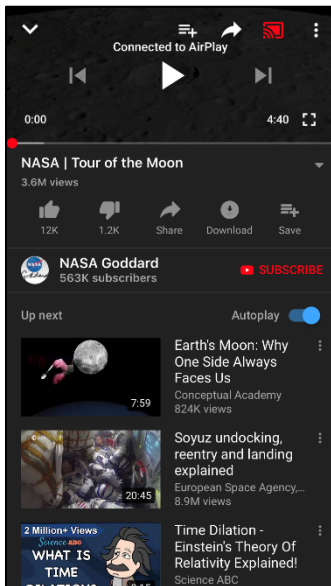 Connected to AirPlay
0:00
4:40
NASA | Tour of the Moon
3.6M views
12K
1.2K
Share
Download
Save
NASA Goddard
563K subscribers
SUBSCRIBE
Up next
Autoplay
7:59
Earth's Moon: Why
One Side Always
Faces Us
Conceptual Academy
824K views
20:45
Soyuz undocking,
reentry and landing
explained
European Space Agency,...
8.9M views
2 Million+ Views
Science ABC
WHAT IS
TIME
Time Dilation -
Einstein's Theory Of
Relativity Explained!
Science ABC